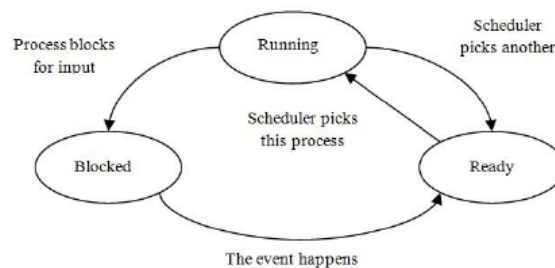 Scheduler
picks another
Process blocks
for input
Running
Scheduler picks
this process
Blocked
Ready
The event happens